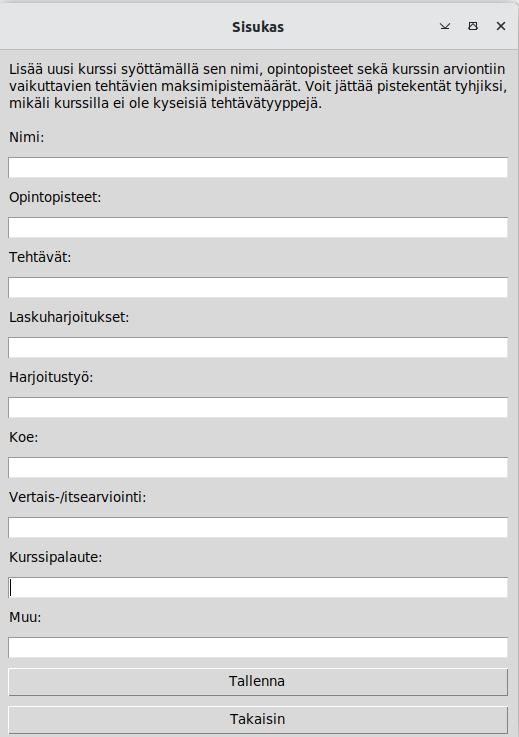 Sisukas
Lisää uusi kurssi syöttämällä sen nimi, opintopisteet sekä kurssin arviontiin
vaikuttavien tehtävien maksimipistemäärät. Voit jättää pistekentät tyhjiksi,
mikäli kurssilla ei ole kyseisiä tehtävätyyppejä.
Nimi:
Opintopisteet:
Tehtävät:
Laskuharjoitukset:
Harjoitustyö:
Koe:
Vertais-/itsearviointi:
Kurssipalaute:
Muu:
Tallenna
Takaisin